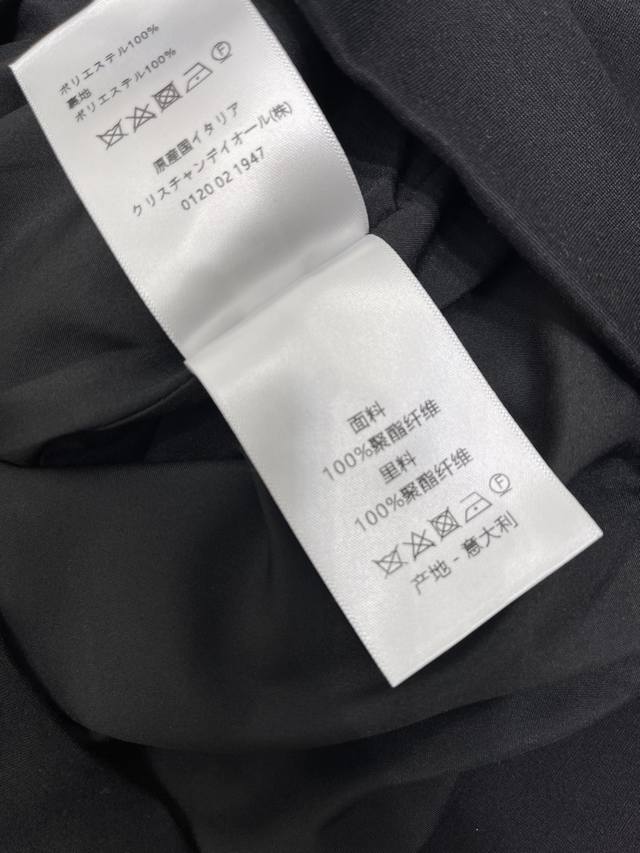 ポリエステル100%
裏地
ポリエステル100%
F
原産国イタリア
クリスチャンディオール(株)
0120 02 1947
面料
100%聚酯纤维
里料
100%聚酯纤维
F
产地 - 意大利